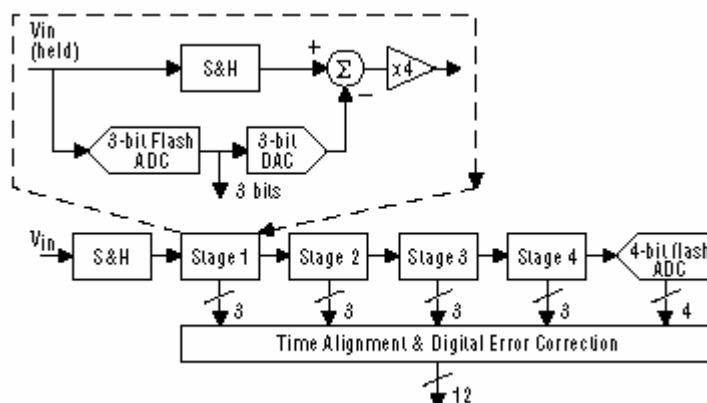 Vin
(held)
S&H
+
Σ
−
x4
3-bit Flash
ADC
3-bit
DAC
3 bits
Vin
S&H
Stage 1
Stage 2
Stage 3
Stage 4
4-bit flash
ADC
3
3
3
3
4
Time Alignment & Digital Error Correction
12